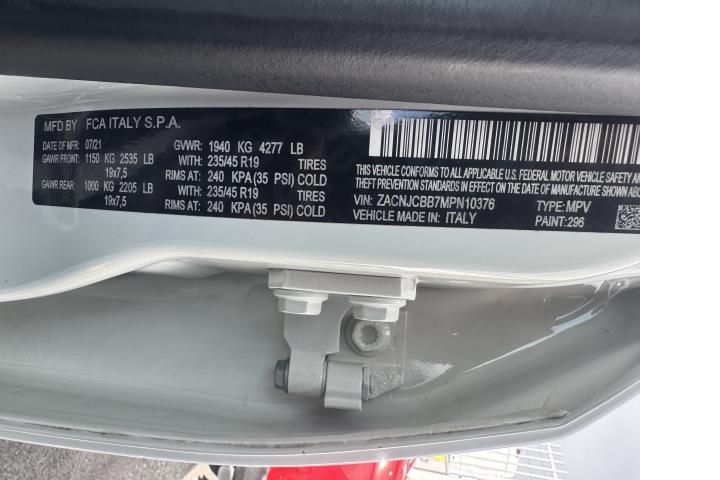 MFD BY FCA ITALY S.P.A.
DATE OF MFR: 07/21 GVWR: 1940 KG 4277 LB
GAWR FRONT: 1150 KG 2535 LB WITH: 235/45 R19 TIRES
19x7,5 RIMS AT: 240 KPA (35 PSI) COLD
GAWR REAR: 1000 KG 2205 LB WITH: 235/45 R19 TIRES
19x7,5 RIMS AT: 240 KPA (35 PSI) COLD
THIS VEHICLE CONFORMS TO ALL APPLICABLE U.S. FEDERAL MOTOR VEHICLE SAFETY AN
PROTECTION STANDARDS IN EFFECT ON THE DATE OF MANUFACTURE SHOW
VIN: ZACNJCBB7MPN10376 TYPE: MPV
VEHICLE MADE IN: ITALY PAINT: 296